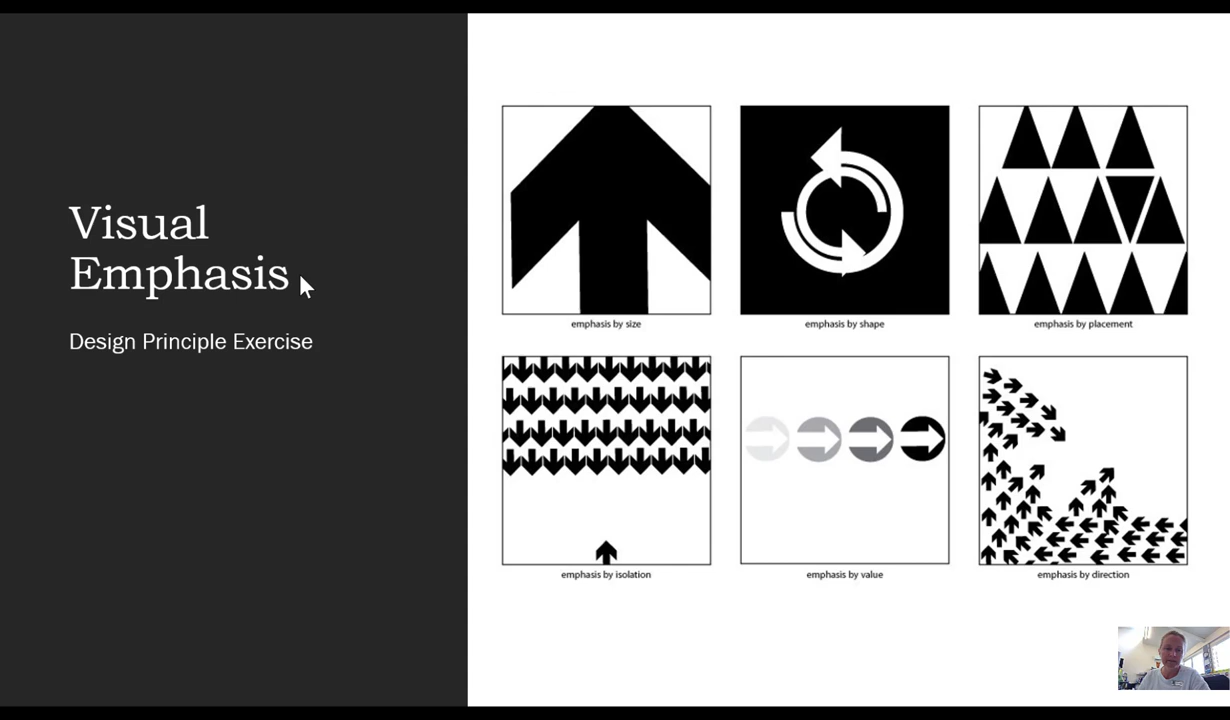 Visual
Emphasis
Design Principle Exercise
emphasis by size
emphasis by shape
emphasis by placement
emphasis by isolation
emphasis by value
emphasis by direction